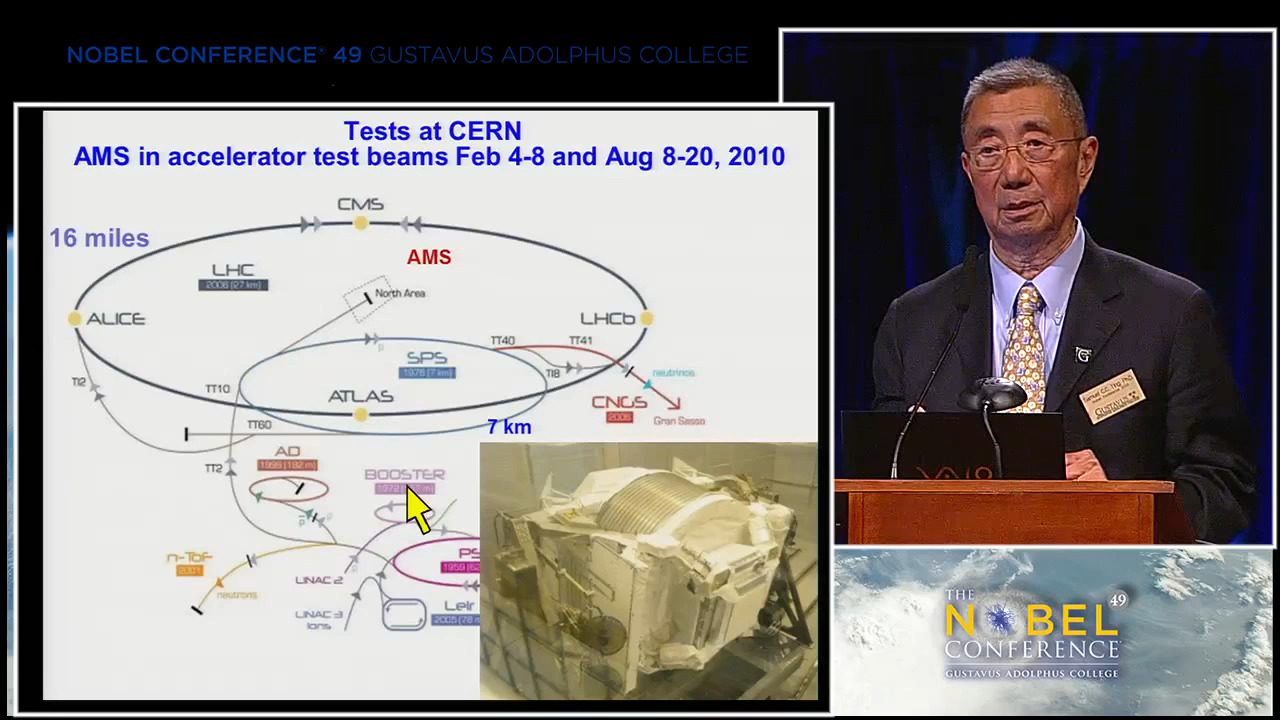 NOBEL CONFERENCE® 49 GUSTAVUS ADOLPHUS COLLEGE
Tests at CERN
AMS in accelerator test beams Feb 4-8 and Aug 8-20, 2010
CMS
16 miles
AMS
LHC
2008 (27 km)
North Area
ALICE
LHCb
TT40
TT41
SPS
1976 (7 km)
TI8
neutrinos
TI2
TT10
ATLAS
CNGS
2006
Gran Sasso
TT60
7 km
AD
TT2
BOOSTER
n-ToF
2001
neutrons
LINAC 2
LINAC 3
Ions
Leir
VAIO
GUSTAVUS
THE
NOBEL 49
CONFERENCE
GUSTAVUS ADOLPHUS COLLEGE